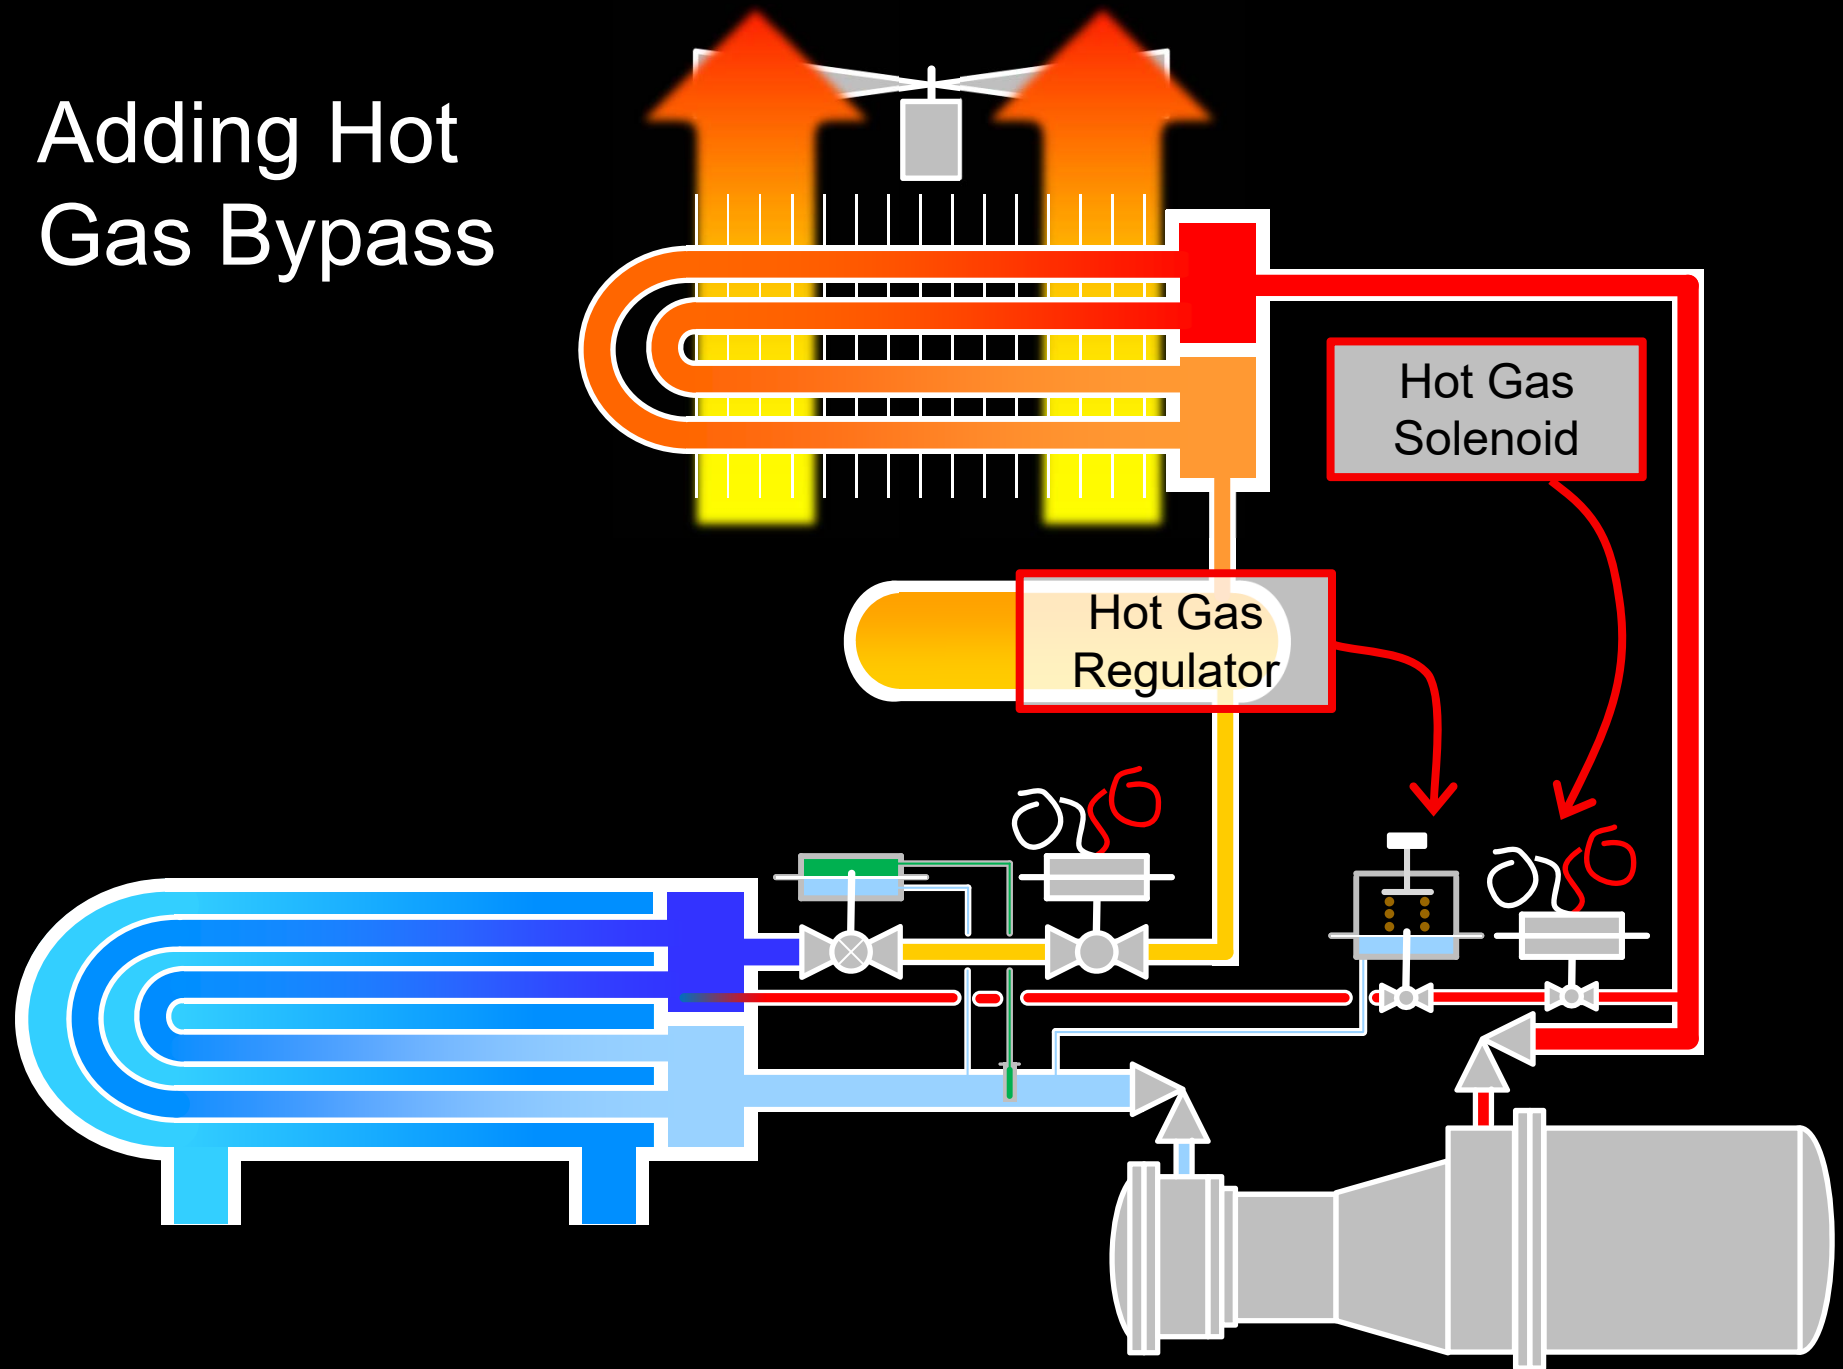 Adding Hot
Gas Bypass
Hot Gas
Solenoid
Hot Gas
Regulator